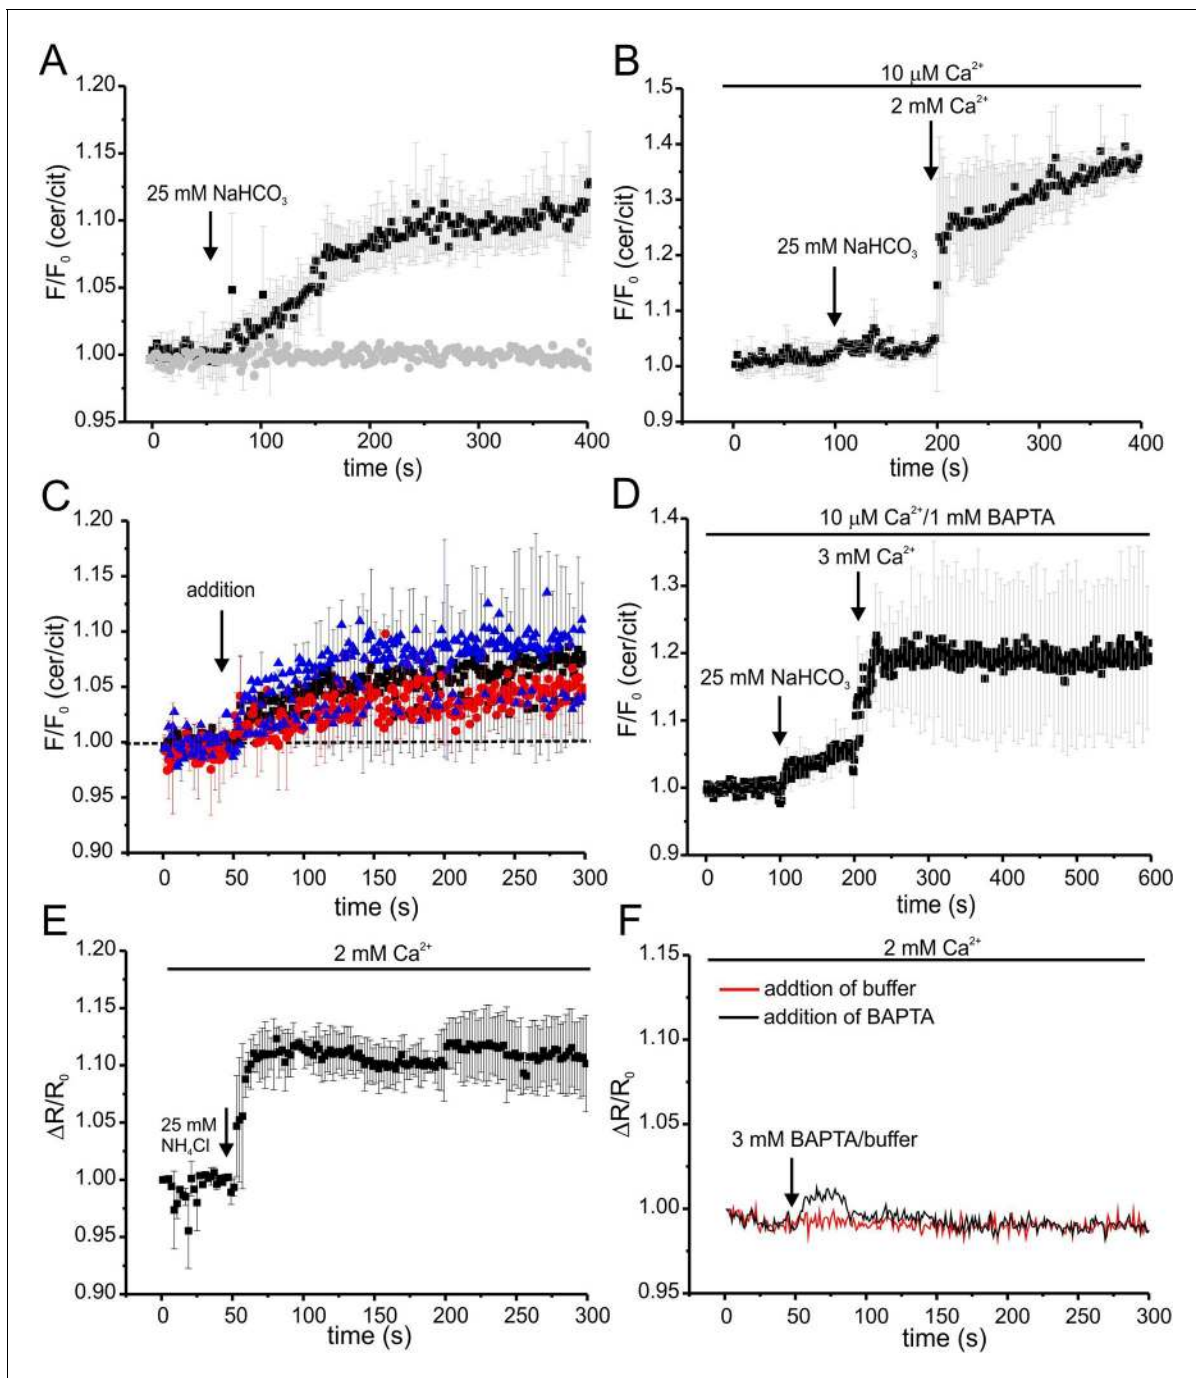 A
1.20
1.15
1.10
1.05
1.00
0.95
F/F0 (cer/cit)
25 mM NaHCO3
0 100 200 300 400
time (s)
B
10 µM Ca2+
2 mM Ca2+
1.5
1.4
1.3
1.2
1.1
1.0
0.9
F/F0 (cer/cit)
25 mM NaHCO3
0 100 200 300 400
time (s)
C
1.20
1.15
1.10
1.05
1.00
0.95
0.90
F/F0 (cer/cit)
addition
0 50 100 150 200 250 300
time (s)
D
10 µM Ca2+/1 mM BAPTA
3 mM Ca2+
1.4
1.3
1.2
1.1
1.0
0.9
F/F0 (cer/cit)
25 mM NaHCO3
0 100 200 300 400 500 600
time (s)
E
2 mM Ca2+
1.20
1.15
1.10
1.05
1.00
0.95
0.90
ΔR/R0
25 mM
NH4Cl
0 50 100 150 200 250 300
time (s)
F
2 mM Ca2+
1.15
1.10
1.05
1.00
0.95
ΔR/R0
addtion of buffer
addition of BAPTA
3 mM BAPTA/buffer
0 50 100 150 200 250 300
time (s)